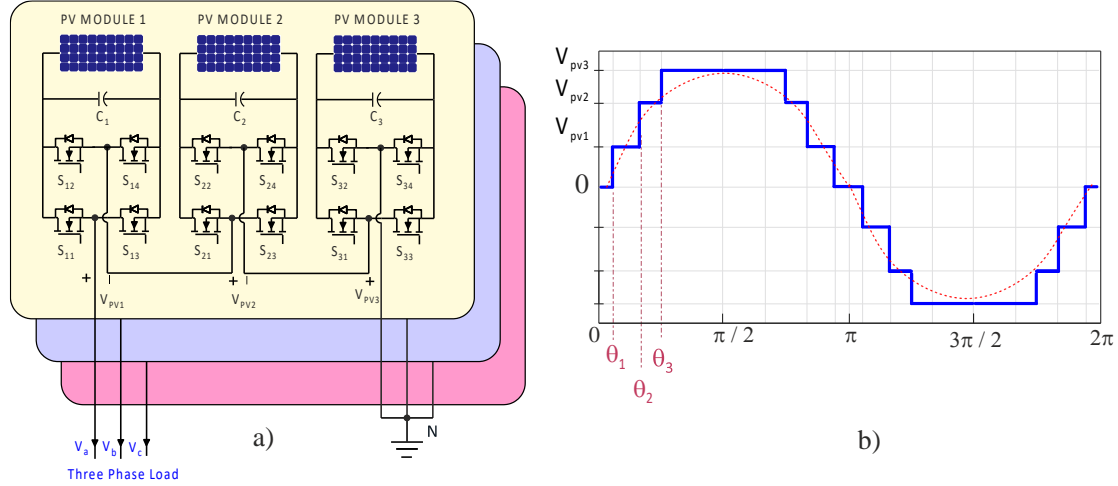 PV MODULE 1 PV MODULE 2 PV MODULE 3
C1 C2 C3
S12 S14 S22 S24 S32 S34
S11 S13 S21 S23 S31 S33
+ − + − +
VPV1 VPV2 VPV3
N
Va Vb Vc
Three Phase Load
a)
Vpv3
Vpv2
Vpv1
0
0 π / 2 π 3π / 2 2π
θ1 θ2 θ3
b)